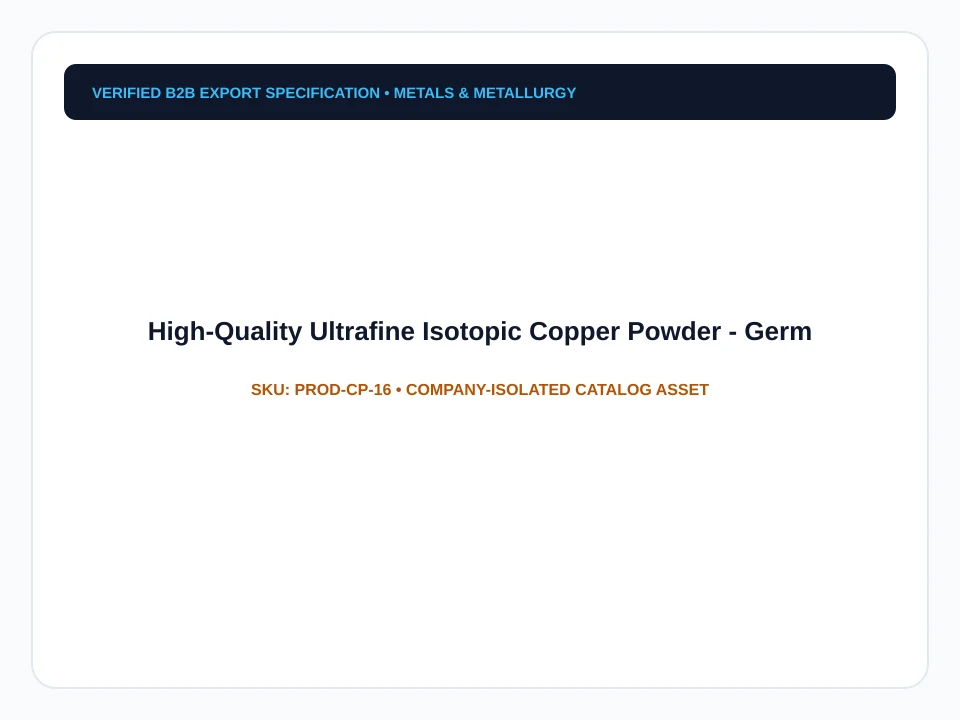 VERIFIED B2B EXPORT SPECIFICATION • METALS & METALLURGY
High-Quality Ultrafine Isotopic Copper Powder - Germ
SKU: PROD-CP-16 • COMPANY-ISOLATED CATALOG ASSET